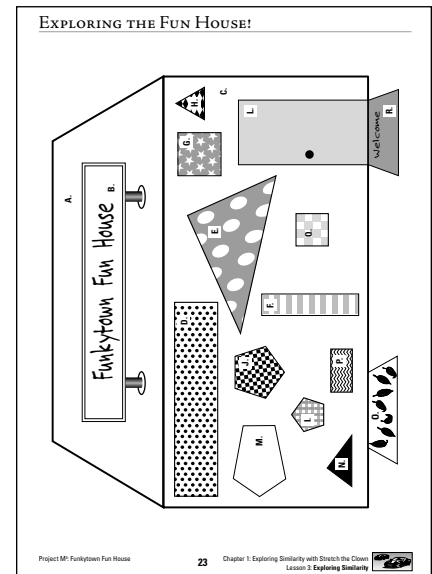 EXPLORING THE FUN HOUSE!
A.
Funkytown Fun House
B.
H.
C.
G.
L.
Welcome
R.
E.
Q.
D.
F.
J.
P.
I.
M.
N.
O.
Project M³: Funkytown Fun House
23
Chapter 1: Exploring Similarity with Stretch the Clown
Lesson 3: Exploring Similarity